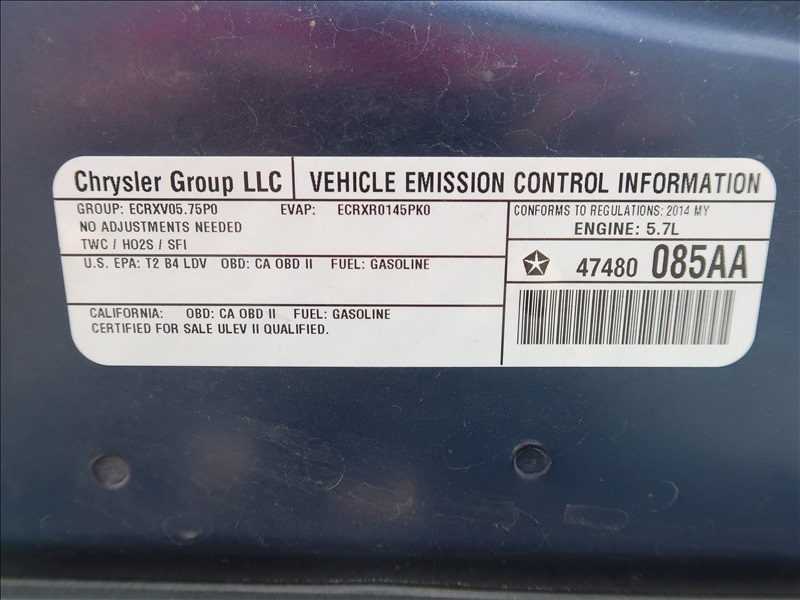 Chrysler Group LLC
VEHICLE EMISSION CONTROL INFORMATION
GROUP: ECRXV05.75P0 EVAP: ECRXR0145PK0
NO ADJUSTMENTS NEEDED
TWC / HO2S / SFI
CONFORMS TO REGULATIONS: 2014 MY
ENGINE: 5.7L
U.S. EPA: T2 B4 LDV OBD: CA OBD II FUEL: GASOLINE
47480 085AA
CALIFORNIA: OBD: CA OBD II FUEL: GASOLINE
CERTIFIED FOR SALE ULEV II QUALIFIED.